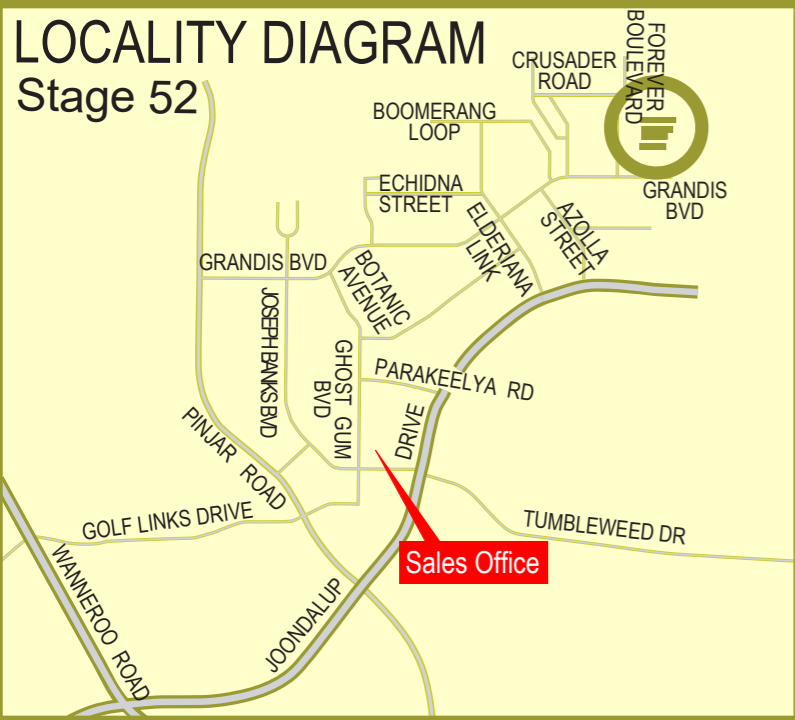 LOCALITY DIAGRAM
Stage 52
CRUSADER
ROAD
FOREVER
BOULEVARD
BOOMERANG
LOOP
ECHIDNA
STREET
GRANDIS
BVD
AZOLLA
STREET
ELDERIANA
LINK
GRANDIS BVD
BOTANIC
AVENUE
JOSEPH BANKS BVD
GHOST GUM
BVD
PARAKEELYA RD
DRIVE
PINJAR ROAD
GOLF LINKS DRIVE
TUMBLEWEED DR
Sales Office
WANNEROO ROAD
JOONDALUP